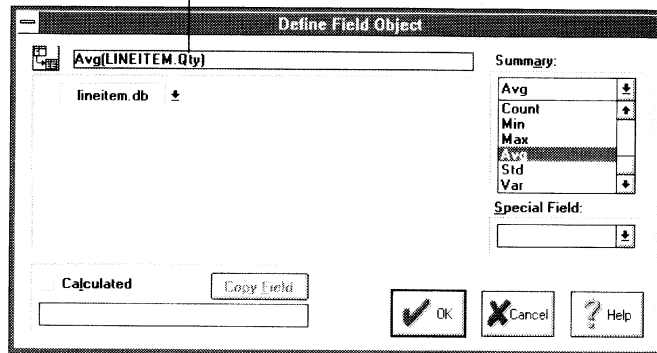 Define Field Object
Avg(LINEITEM.Qty)
Summary:
lineitem.db
Avg
Count
Min
Max
Avg
Std
Var
Special Field:
Calculated
Copy Field
OK
Cancel
? Help